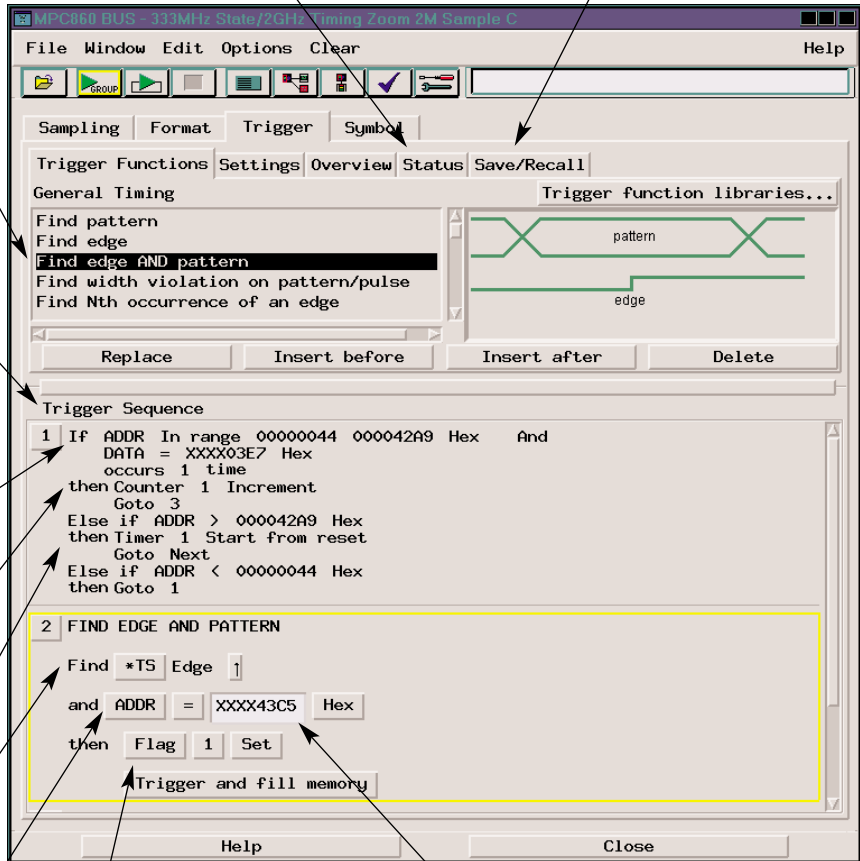 MPC860 BUS - 333MHz State/2GHz Timing Zoom 2M Sample C
File Window Edit Options Clear Help
GROUP
Sampling Format Trigger Symbol
Trigger Functions Settings Overview Status Save/Recall
General Timing Trigger function libraries...
Find pattern
Find edge
Find edge AND pattern
Find width violation on pattern/pulse
Find Nth occurrence of an edge
pattern
edge
Replace Insert before Insert after Delete
Trigger Sequence
1 If ADDR In range 00000044 000042A9 Hex And
DATA = XXXX03E7 Hex
occurs 1 time
then Counter 1 Increment
Goto 3
Else if ADDR > 000042A9 Hex
then Timer 1 Start from reset
Goto Next
Else if ADDR < 00000044 Hex
then Goto 1
2 FIND EDGE AND PATTERN
Find *TS Edge ↑
and ADDR = XXXX43C5 Hex
then Flag 1 Set
Trigger and fill memory
Help Close